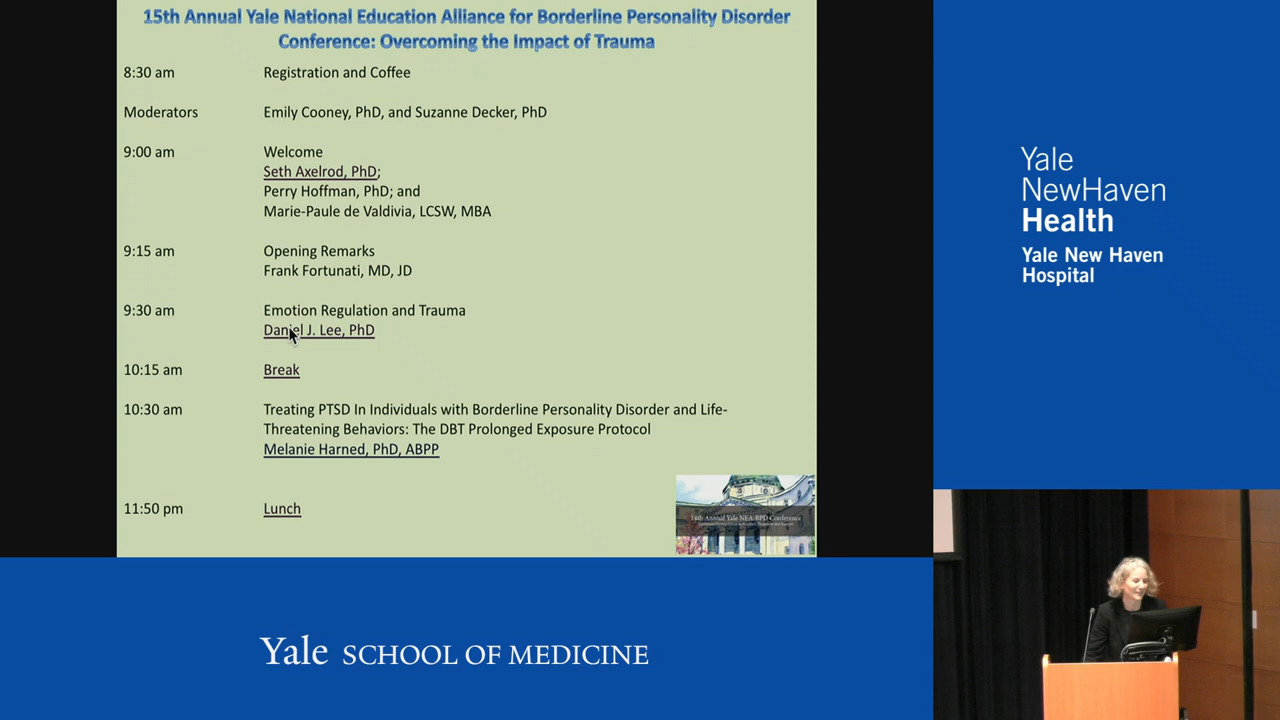 15th Annual Yale National Education Alliance for Borderline Personality Disorder
Conference: Overcoming the Impact of Trauma
8:30 am Registration and Coffee
Moderators Emily Cooney, PhD, and Suzanne Decker, PhD
9:00 am Welcome
Seth Axelrod, PhD;
Perry Hoffman, PhD; and
Marie-Paule de Valdivia, LCSW, MBA
9:15 am Opening Remarks
Frank Fortunati, MD, JD
9:30 am Emotion Regulation and Trauma
Daniel J. Lee, PhD
10:15 am Break
10:30 am Treating PTSD In Individuals with Borderline Personality Disorder and Life-
Threatening Behaviors: The DBT Prolonged Exposure Protocol
Melanie Harned, PhD, ABPP
11:50 pm Lunch
Annual Yale NEA-BPD Conference
Yale
NewHaven
Health
Yale New Haven
Hospital
Yale SCHOOL OF MEDICINE